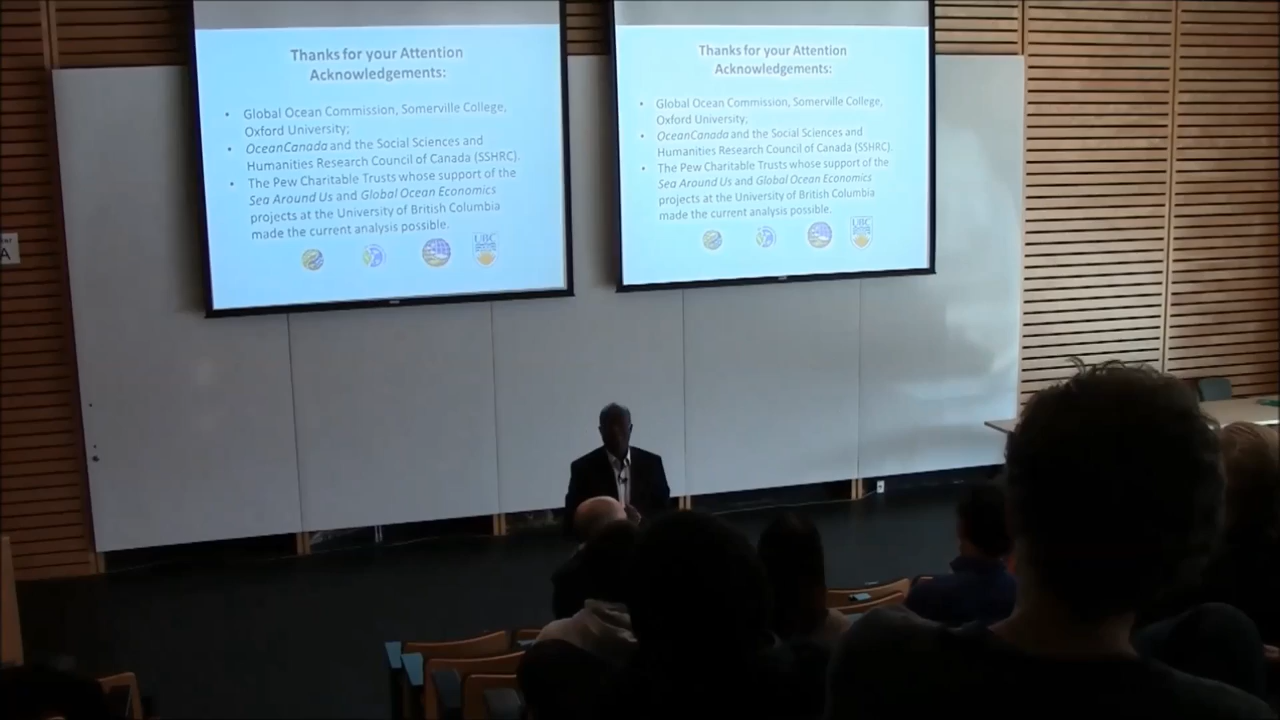 Thanks for your Attention
Acknowledgements:
• Global Ocean Commission, Somerville College,
Oxford University;
• OceanCanada and the Social Sciences and
Humanities Research Council of Canada (SSHRC).
• The Pew Charitable Trusts whose support of the
Sea Around Us and Global Ocean Economics
projects at the University of British Columbia
made the current analysis possible.
UBC
Thanks for your Attention
Acknowledgements:
• Global Ocean Commission, Somerville College,
Oxford University;
• OceanCanada and the Social Sciences and
Humanities Research Council of Canada (SSHRC).
• The Pew Charitable Trusts whose support of the
Sea Around Us and Global Ocean Economics
projects at the University of British Columbia
made the current analysis possible.
UBC
A